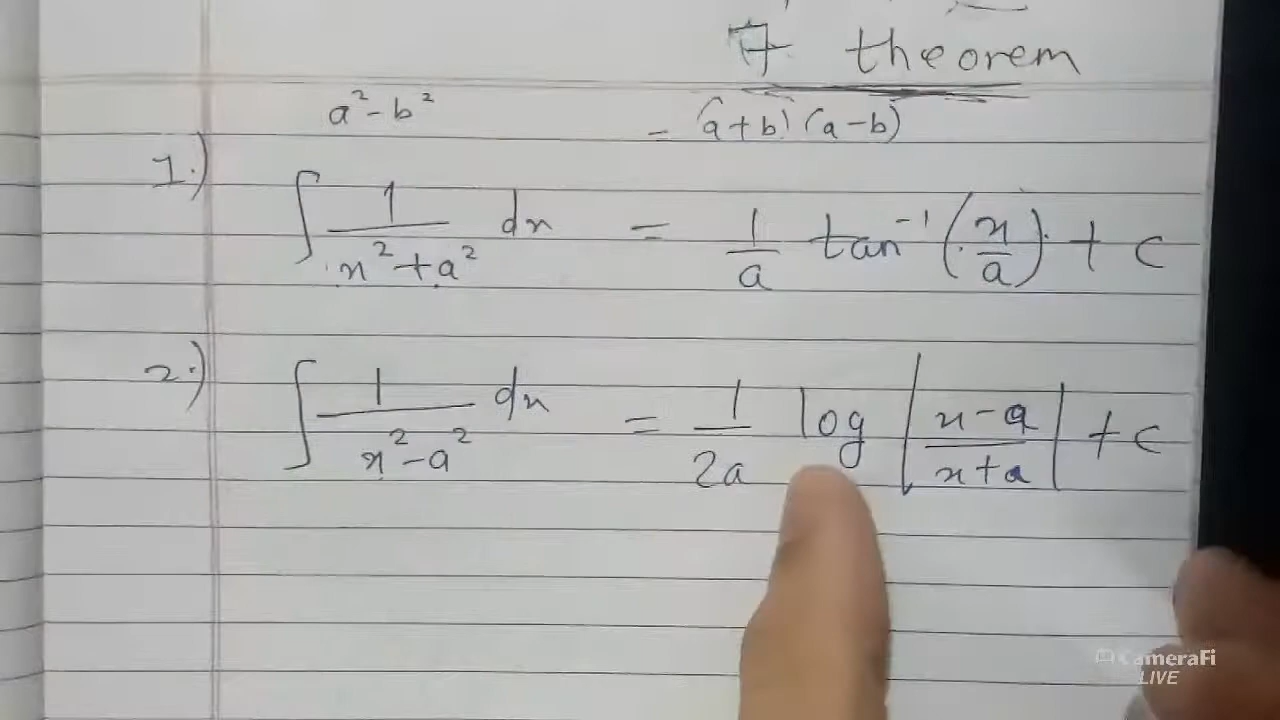 7 theorem
a² - b² = (a+b) (a-b)
1.) ∫ 1/(x² + a²) dx = 1/a tan⁻¹ (x/a) + c
2.) ∫ 1/(x² - a²) dx = 1/2a log |(x-a)/(x+a)| + c
CameraFi
LIVE